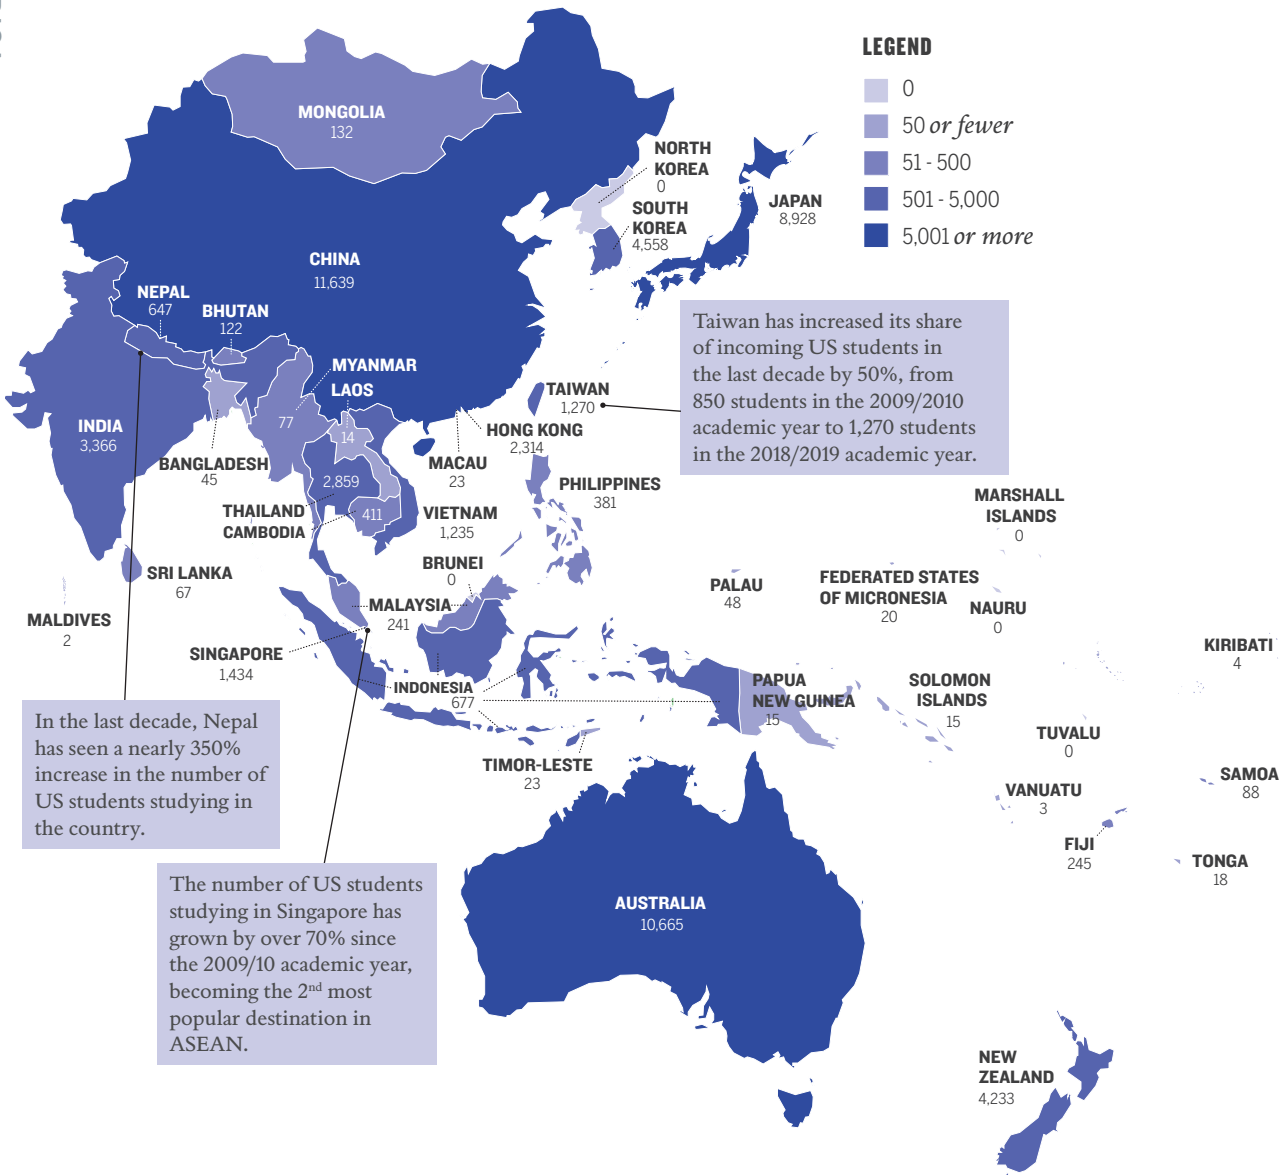 LEGEND
0
50 or fewer
51 - 500
501 - 5,000
5,001 or more
MONGOLIA
132
NORTH
KOREA
0
SOUTH
KOREA
4,558
JAPAN
8,928
CHINA
11,639
NEPAL
647
BHUTAN
122
MYANMAR
77
LAOS
14
TAIWAN
1,270
Taiwan has increased its share
of incoming US students in
the last decade by 50%, from
850 students in the 2009/2010
academic year to 1,270 students
in the 2018/2019 academic year.
INDIA
3,366
HONG KONG
2,314
BANGLADESH
45
MACAU
23
2,859
PHILIPPINES
381
THAILAND
CAMBODIA
411
VIETNAM
1,235
MARSHALL
ISLANDS
0
BRUNEI
0
SRI LANKA
67
PALAU
48
FEDERATED STATES
OF MICRONESIA
20
NAURU
0
MALDIVES
2
MALAYSIA
241
KIRIBATI
4
SINGAPORE
1,434
INDONESIA
677
PAPUA
NEW GUINEA
15
SOLOMON
ISLANDS
15
TUVALU
0
In the last decade, Nepal
has seen a nearly 350%
increase in the number of
US students studying in
the country.
TIMOR-LESTE
23
VANUATU
3
SAMOA
88
FIJI
245
TONGA
18
The number of US students
studying in Singapore has
grown by over 70% since
the 2009/10 academic year,
becoming the 2nd most
popular destination in
ASEAN.
AUSTRALIA
10,665
NEW
ZEALAND
4,233